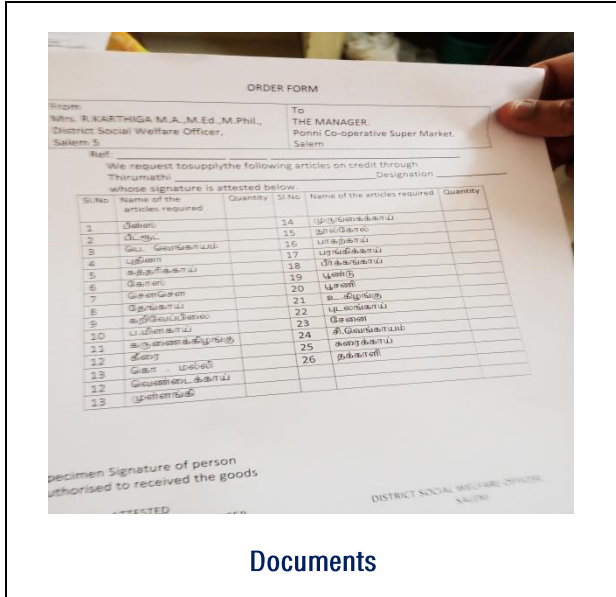 ORDER FORM
From
Mrs. R.KARTHIGA M.A.,M.Ed.,M.Phil.,
District Social Welfare Officer,
Salem 5
To
THE MANAGER.
Ponni Co-operative Super Market.
Salem
Ref:
We request tosupplythe following articles on credit through
Thirumathi Designation
whose signature is attested below.
Sl.No Name of the articles required Quantity Sl.No Name of the articles required Quantity
1 பீன்ஸ் 14 முருங்கைக்காய்
2 பீட்ரூட் 15 நூல்கோல்
3 பெ. வெங்காயம் 16 பாகற்காய்
4 புதினா 17 பரங்கிக்காய்
5 கத்தரிக்காய் 18 பீர்க்கங்காய்
6 கோஸ் 19 பூண்டு
7 சௌசௌ 20 பூசணி
8 தேங்காய் 21 உ.கிழங்கு
9 கறிவேப்பிலை 22 புடலங்காய்
10 ப.மிளகாய் 23 சேனை
11 கருணைக்கிழங்கு 24 சி.வெங்காயம்
12 கீரை 25 சுரைக்காய்
13 கொ . மல்லி 26 தக்காளி
12 வெண்டைக்காய்
13 முள்ளங்கி
pecimen Signature of person
uthorised to received the goods
ATTESTED
DISTRICT SOCIAL WELFARE OFFICER,
SALEM
Documents